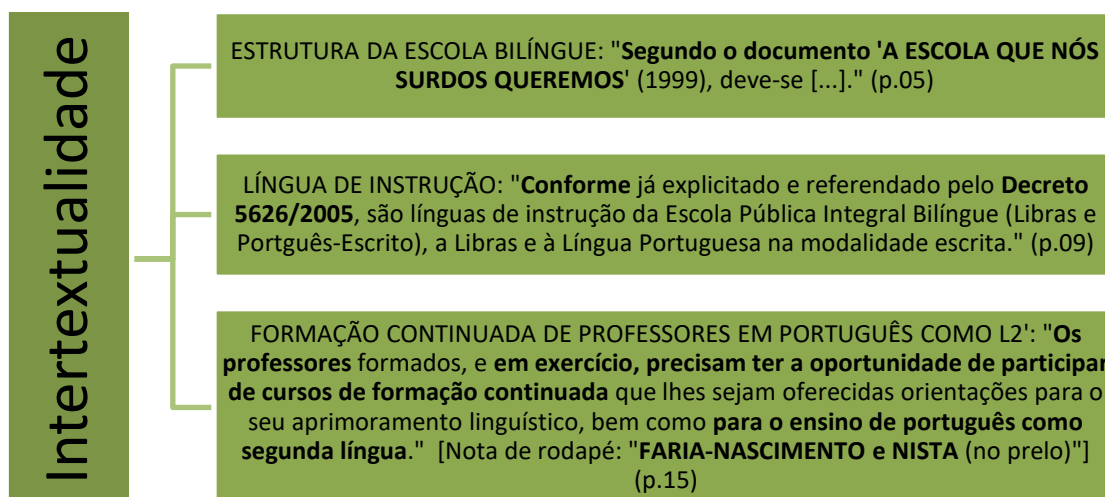 Intertextualidade
ESTRUTURA DA ESCOLA BILÍNGUE: "Segundo o documento 'A ESCOLA QUE NÓS
SURDOS QUEREMOS' (1999), deve-se [...]." (p.05)
LÍNGUA DE INSTRUÇÃO: "Conforme já explicitado e referendado pelo Decreto
5626/2005, são línguas de instrução da Escola Pública Integral Bilíngue (Libras e
Portguês-Escrito), a Libras e à Língua Portuguesa na modalidade escrita." (p.09)
FORMAÇÃO CONTINUADA DE PROFESSORES EM PORTUGUÊS COMO L2': "Os
professores formados, e em exercício, precisam ter a oportunidade de participar
de cursos de formação continuada que lhes sejam oferecidas orientações para o
seu aprimoramento linguístico, bem como para o ensino de português como
segunda língua." [Nota de rodapé: "FARIA-NASCIMENTO e NISTA (no prelo)"]
(p.15)